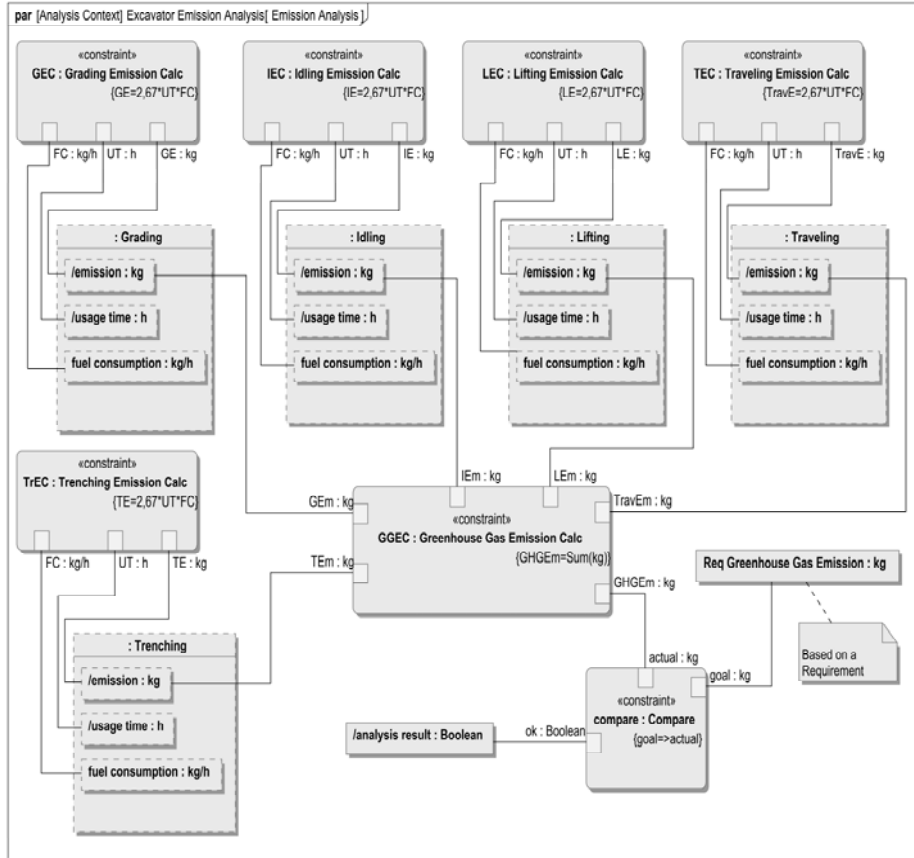 par [Analysis Context] Excavator Emission Analysis[ Emission Analysis ]
«constraint»
GEC : Grading Emission Calc
{GE=2,67*UT*FC}
FC : kg/h
UT : h
GE : kg
«constraint»
IEC : Idling Emission Calc
{IE=2,67*UT*FC}
FC : kg/h
UT : h
IE : kg
«constraint»
LEC : Lifting Emission Calc
{LE=2,67*UT*FC}
FC : kg/h
UT : h
LE : kg
«constraint»
TEC : Traveling Emission Calc
{TravE=2,67*UT*FC}
FC : kg/h
UT : h
TravE : kg
: Grading
/emission : kg
/usage time : h
fuel consumption : kg/h
: Idling
/emission : kg
/usage time : h
fuel consumption : kg/h
: Lifting
/emission : kg
/usage time : h
fuel consumption : kg/h
: Traveling
/emission : kg
/usage time : h
fuel consumption : kg/h
«constraint»
TrEC : Trenching Emission Calc
{TE=2,67*UT*FC}
FC : kg/h
UT : h
TE : kg
: Trenching
/emission : kg
/usage time : h
fuel consumption : kg/h
IEm : kg
LEm : kg
GEm : kg
TravEm : kg
«constraint»
GGEC : Greenhouse Gas Emission Calc
{GHGEm=Sum(kg)}
TEm : kg
GHGEm : kg
Req Greenhouse Gas Emission : kg
Based on a
Requirement
actual : kg
goal : kg
«constraint»
compare : Compare
{goal=>actual}
ok : Boolean
/analysis result : Boolean